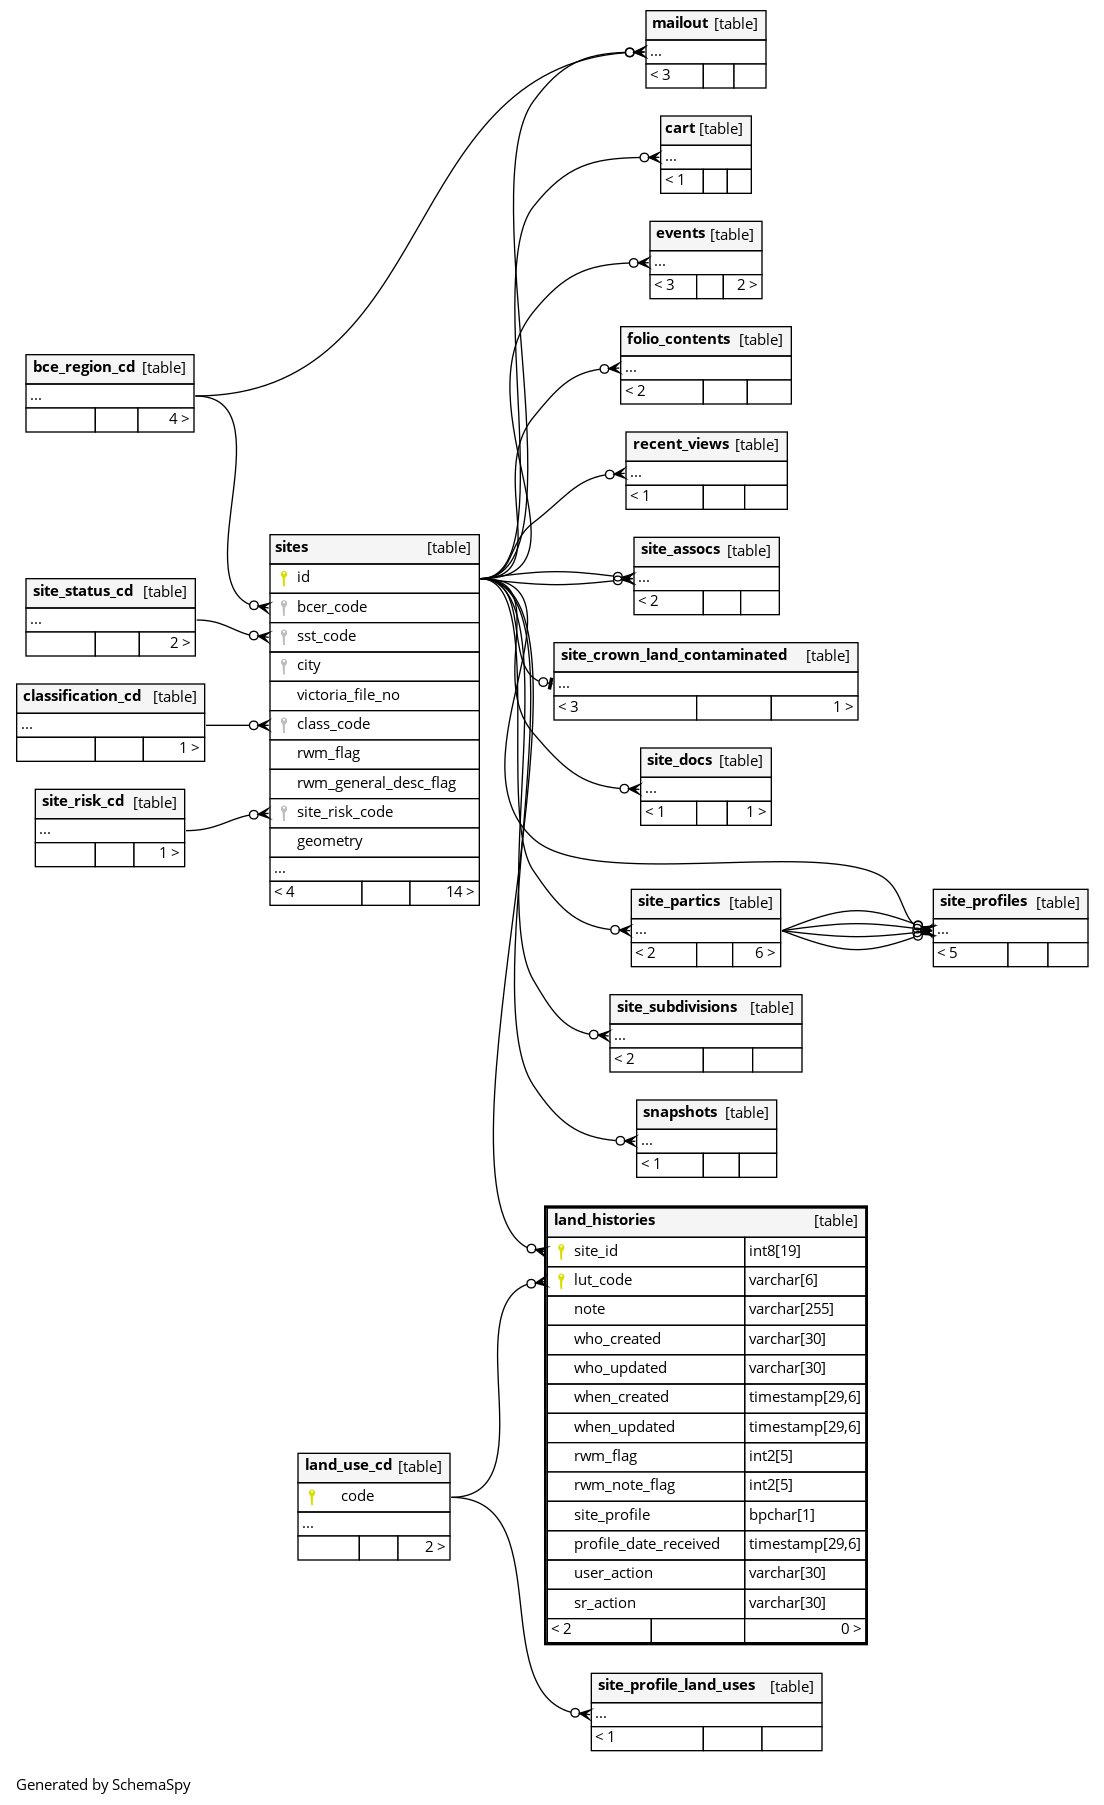 mailout [table]
...
< 3
cart [table]
...
< 1
events [table]
...
< 3 2 >
folio_contents [table]
...
< 2
bce_region_cd [table]
...
4 >
recent_views [table]
...
< 1
site_assocs [table]
...
< 2
sites [table]
id
bcer_code
sst_code
city
victoria_file_no
class_code
rwm_flag
rwm_general_desc_flag
site_risk_code
geometry
...
< 4 14 >
site_status_cd [table]
...
2 >
classification_cd [table]
...
1 >
site_risk_cd [table]
...
1 >
site_crown_land_contaminated [table]
...
< 3 1 >
site_docs [table]
...
< 1 1 >
site_partics [table]
...
< 2 6 >
site_profiles [table]
...
< 5
site_subdivisions [table]
...
< 2
snapshots [table]
...
< 1
land_histories [table]
site_id int8[19]
lut_code varchar[6]
note varchar[255]
who_created varchar[30]
who_updated varchar[30]
when_created timestamp[29,6]
when_updated timestamp[29,6]
rwm_flag int2[5]
rwm_note_flag int2[5]
site_profile bpchar[1]
profile_date_received timestamp[29,6]
user_action varchar[30]
sr_action varchar[30]
< 2 0 >
land_use_cd [table]
code
...
2 >
site_profile_land_uses [table]
...
< 1
Generated by SchemaSpy